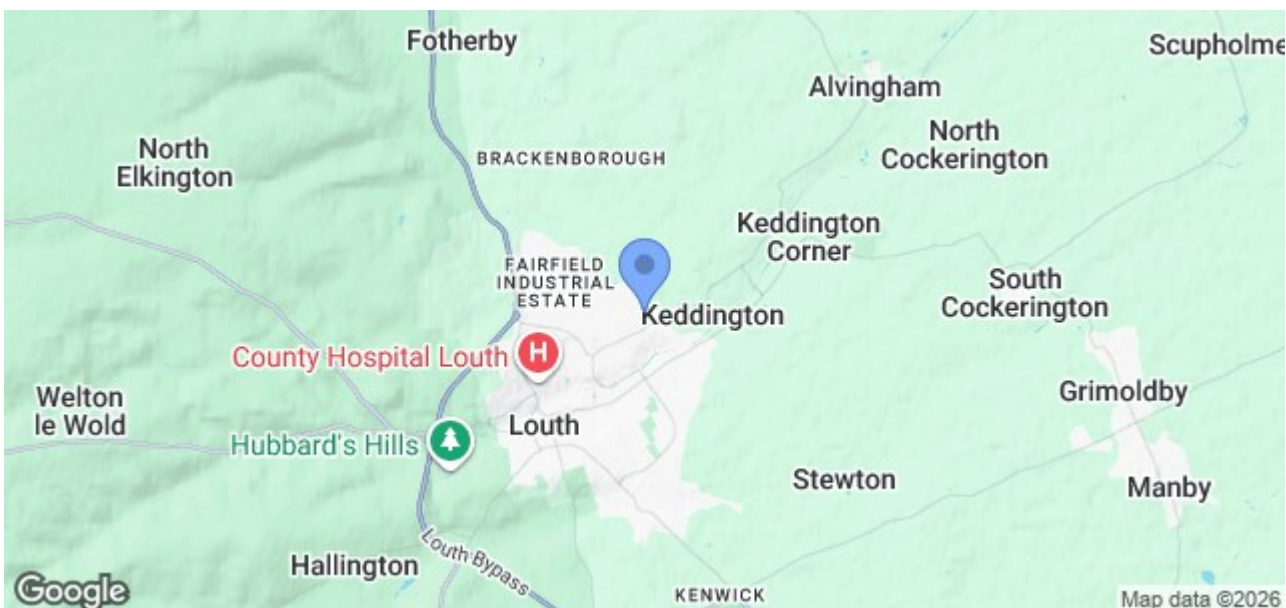 Fotherby
Scupholme
Alvingham
North
Elkington
BRACKENBOROUGH
North
Cockerington
Keddington
Corner
FAIRFIELD
INDUSTRIAL
ESTATE
South
Cockerington
Keddington
County Hospital Louth
H
Welton
le Wold
Grimoldby
Louth
Hubbard's Hills
Stewton
Manby
Louth Bypass
Hallington
KENWICK
Google
Map data ©2026